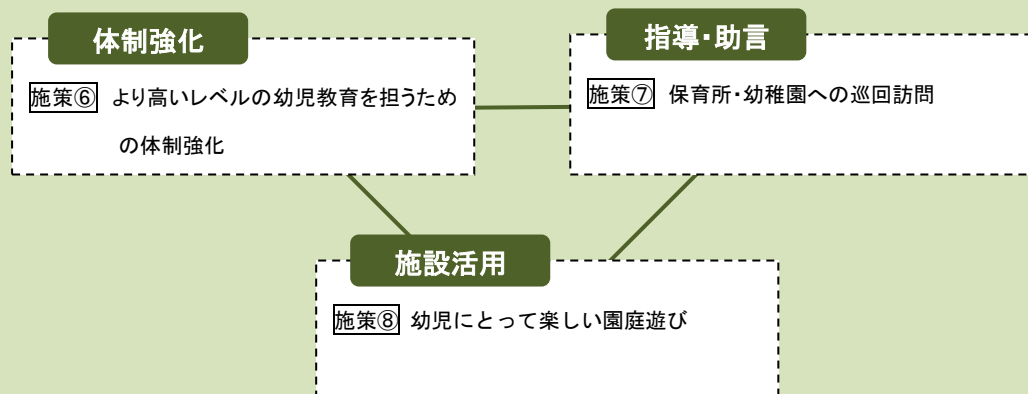 体制強化
施策⑥ より高いレベルの幼児教育を担うため
の体制強化
指導・助言
施策⑦ 保育所・幼稚園への巡回訪問
施設活用
施策⑧ 幼児にとって楽しい園庭遊び